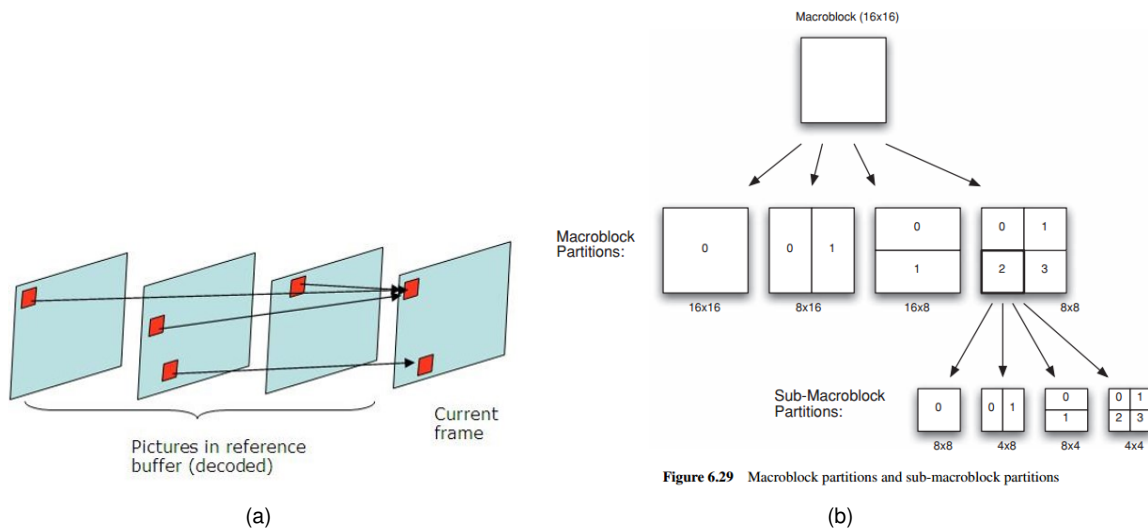 Pictures in reference
buffer (decoded)
Current
frame
(a)
Macroblock (16x16)
Macroblock
Partitions:
0
0 1
0
1
0 1
2 3
16x16 8x16 16x8 8x8
Sub-Macroblock
Partitions:
0
0 1
0
1
0 1
2 3
8x8 4x8 8x4 4x4
Figure 6.29 Macroblock partitions and sub-macroblock partitions
(b)